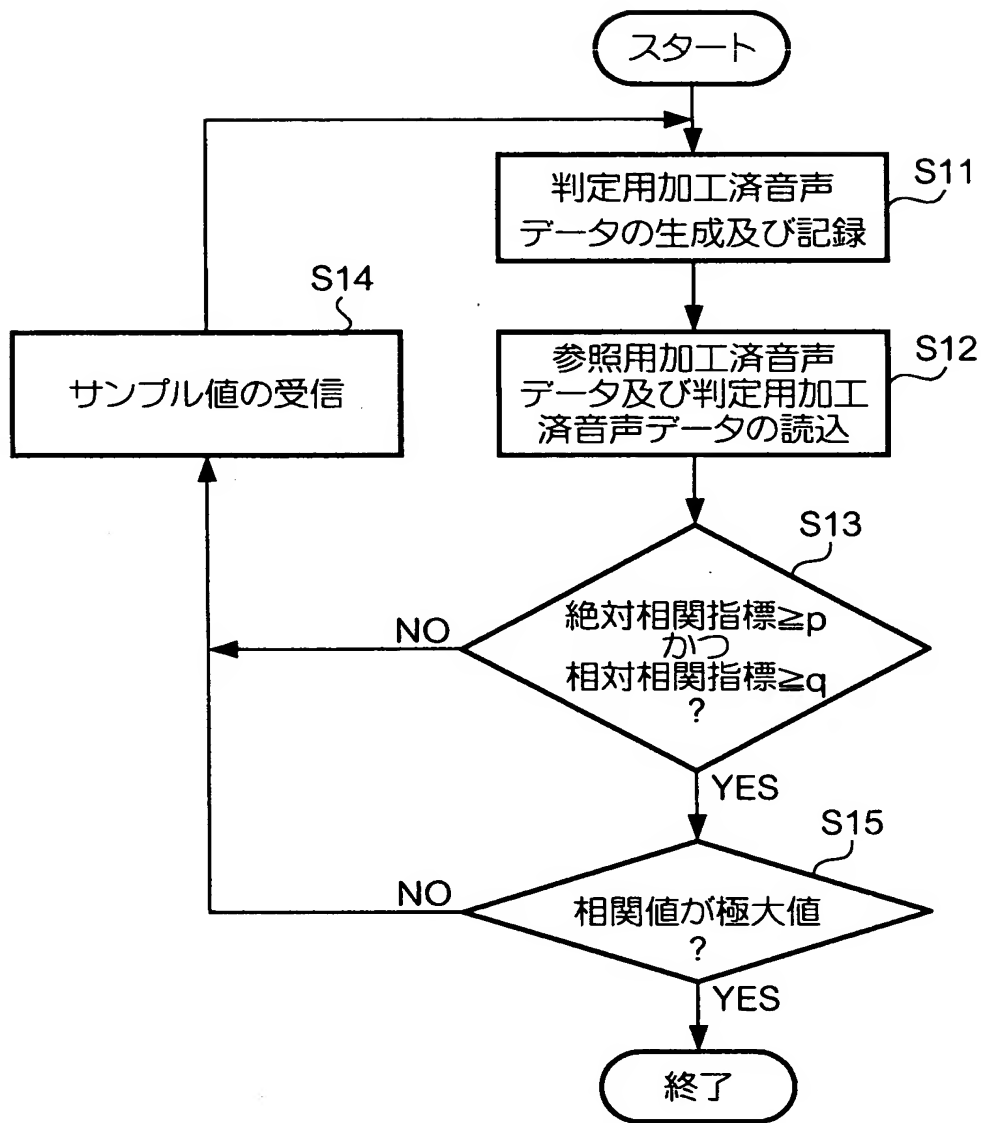 スタート
S11
判定用加工済音声
データの生成及び記録
S14
サンプル値の受信
S12
参照用加工済音声
データ及び判定用加工
済音声データの読込
S13
絶対相関指標≧p
かつ
相対相関指標≧q
?
NO
YES
S15
相関値が極大値
?
NO
YES
終了